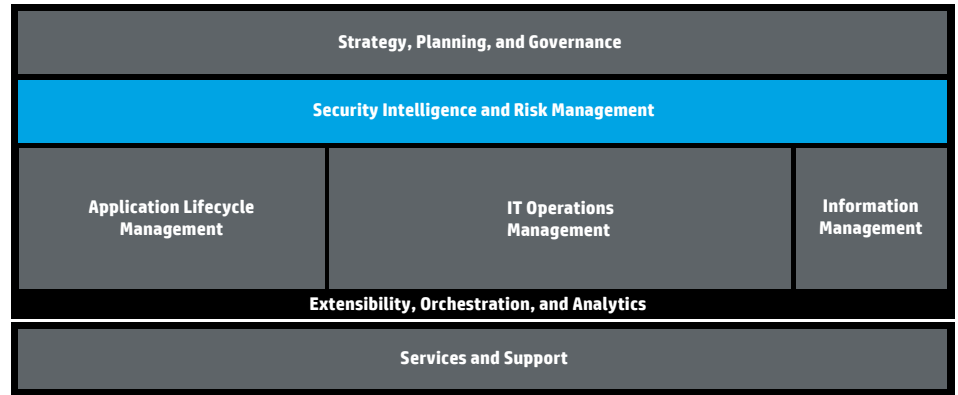 Strategy, Planning, and Governance
Security Intelligence and Risk Management
Application Lifecycle
Management
IT Operations
Management
Information
Management
Extensibility, Orchestration, and Analytics
Services and Support